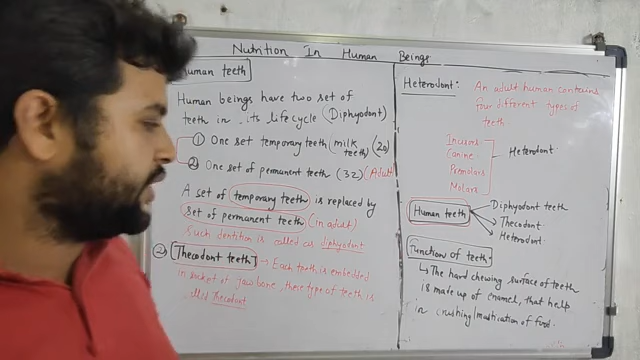 Nutrition In Human Beings
Human teeth
Human beings have two set of
teeth in its life cycle (Diphyodont)
① One set temporary teeth (milk teeth) (20)
② One set of permanent teeth (32) (Adult
A set of temporary teeth is replaced by
set of permanent teeth (in adult)
such dentition is called as diphyodont
② Thecodont teeth → Each teeth is embedded
in socket of jaw bone, these type of teeth is
Thecodont
Heterodont: An adult human contains
four different types of
teeth
Incisors
Canine
Premolars
Molars
Heterodont
Human teeth
Diphyodont teeth
Thecodont
Heterodont
Function of teeth
The hard chewing surface of teeth
is made up of enamel, that help
in crushing/mastication of food.